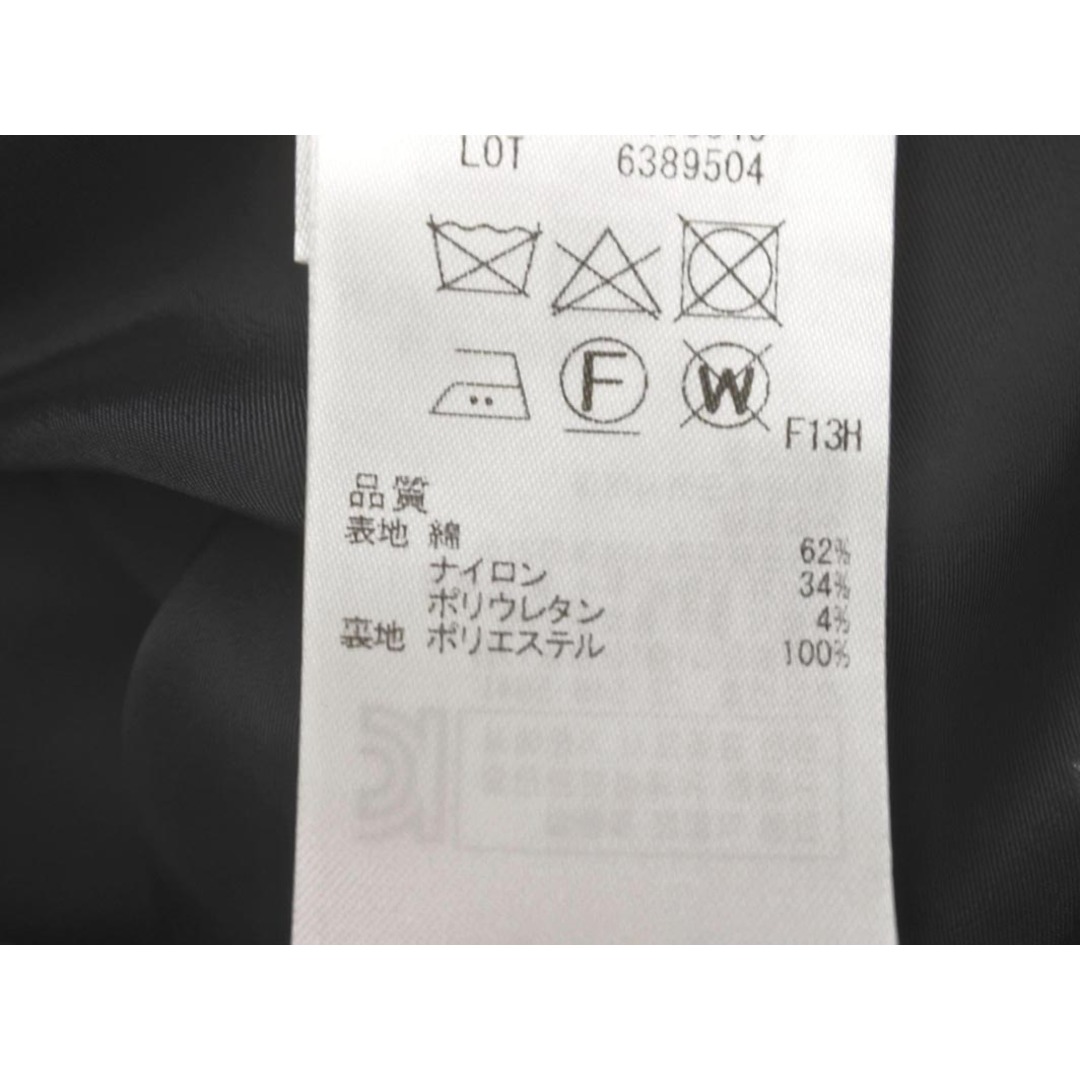 LOT 6389504
F W F13H
品質
表地 綿 62%
ナイロン 34%
ポリウレタン 4%
裏地 ポリエステル 100%